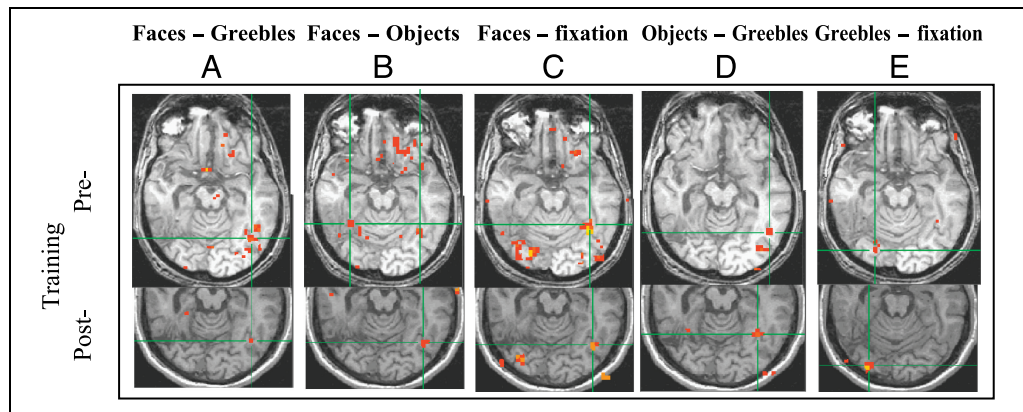 Faces – Greebles Faces – Objects Faces – fixation Objects – Greebles Greebles – fixation
A B C D E
Training
Pre-
Post-